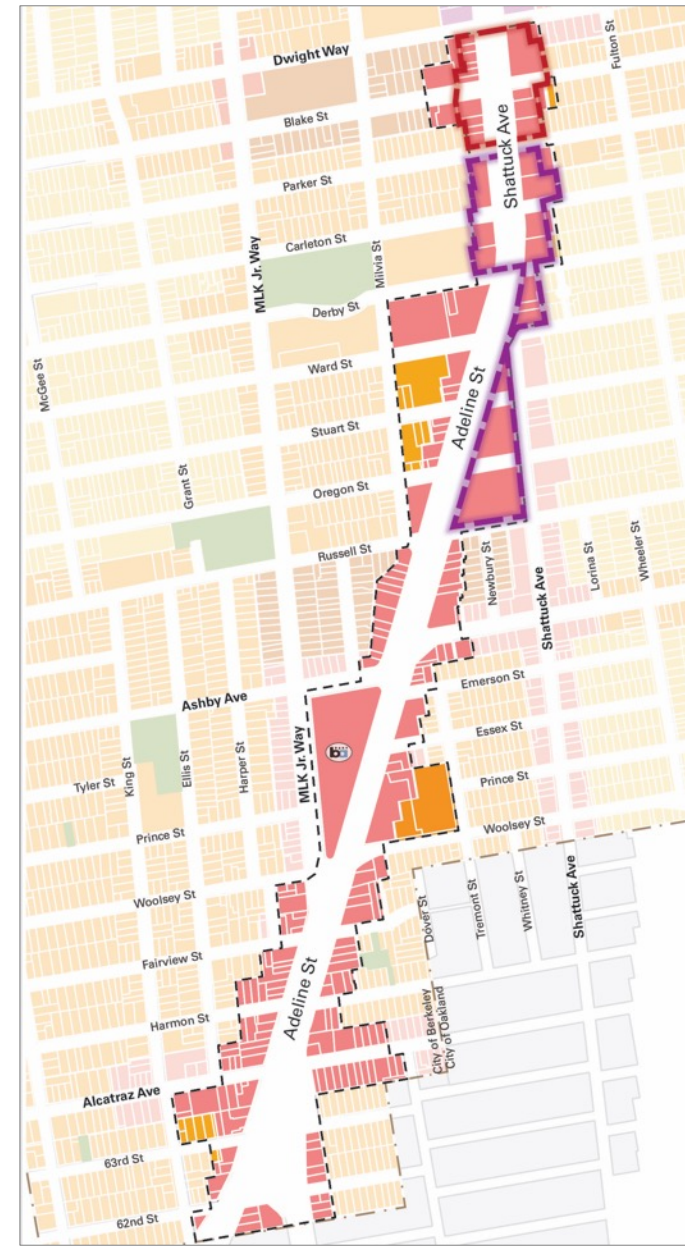 Dwight Way
Fulton St
Blake St
Shattuck Ave
Parker St
Carleton St
MLK Jr. Way
Milvia St
Derby St
McGee St
Ward St
Adeline St
Stuart St
Grant St
Oregon St
Russell St
Newbury St
Shattuck Ave
Lorina St
Wheeler St
Ashby Ave
Emerson St
Essex St
Tyler St
King St
Ellis St
Harper St
MLK Jr. Way
Prince St
Prince St
Woolsey St
Woolsey St
Dover St
Tremont St
Whitney St
Shattuck Ave
Fairview St
Adeline St
Harmon St
City of Berkeley
City of Oakland
Alcatraz Ave
63rd St
62nd St